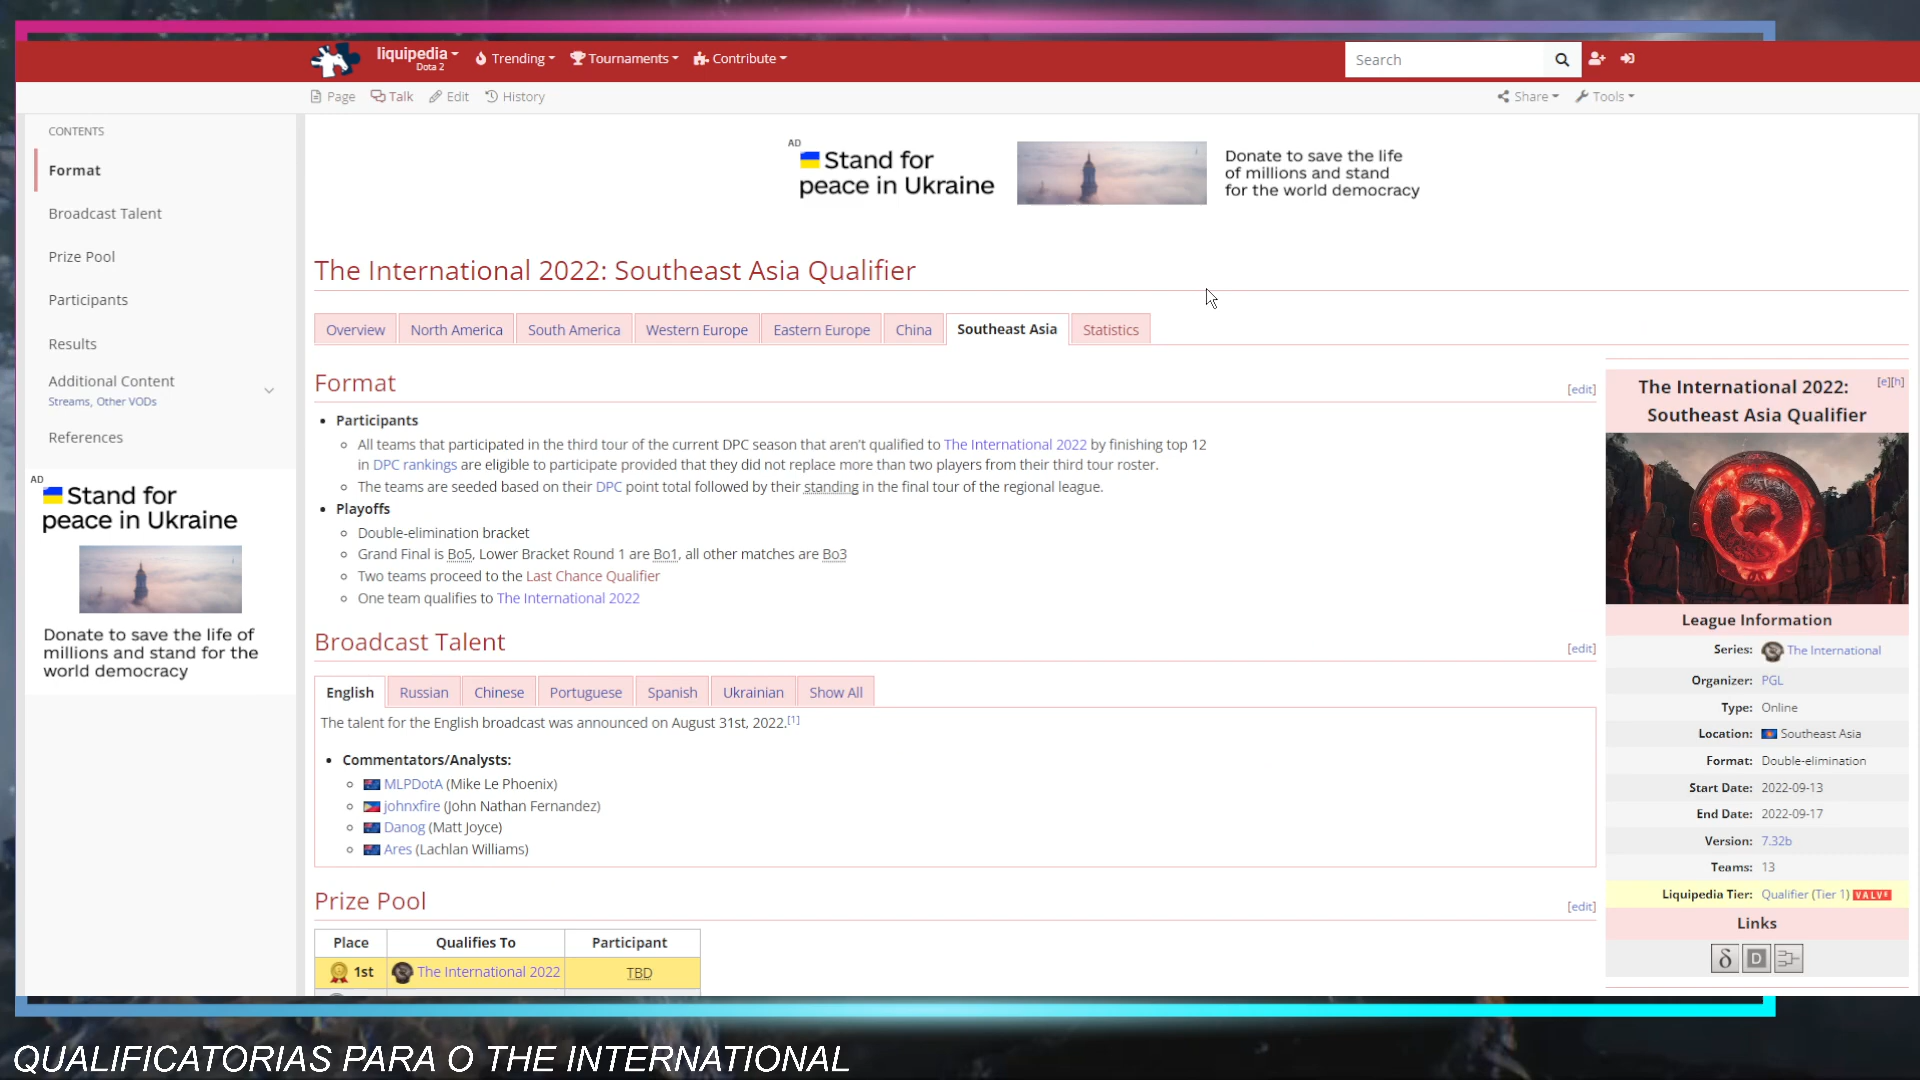 liquipedia
Dota 2
Trending
Tournaments
Contribute
Search
Page
Talk
Edit
History
Share
Tools
CONTENTS
Format
Broadcast Talent
Prize Pool
Participants
Results
Additional Content
Streams, Other VODs
References
AD
Stand for
peace in Ukraine
Donate to save the life of
millions and stand for the
world democracy
AD
Stand for
peace in Ukraine
Donate to save the life
of millions and stand
for the world democracy
The International 2022: Southeast Asia Qualifier
Overview North America South America Western Europe Eastern Europe China Southeast Asia Statistics
Format [edit]
Participants
All teams that participated in the third tour of the current DPC season that aren't qualified to The International 2022 by finishing top 12
in DPC rankings are eligible to participate provided that they did not replace more than two players from their third tour roster.
The teams are seeded based on their DPC point total followed by their standing in the final tour of the regional league.
Playoffs
Double-elimination bracket
Grand Final is Bo5, Lower Bracket Round 1 are Bo1, all other matches are Bo3
Two teams proceed to the Last Chance Qualifier
One team qualifies to The International 2022
Broadcast Talent [edit]
English Russian Chinese Portuguese Spanish Ukrainian Show All
The talent for the English broadcast was announced on August 31st, 2022.[1]
Commentators/Analysts:
MLPDotA (Mike Le Phoenix)
johnxfire (John Nathan Fernandez)
Danog (Matt Joyce)
Ares (Lachlan Williams)
Prize Pool [edit]
Place Qualifies To Participant
1st The International 2022 TBD
The International 2022: [e][h]
Southeast Asia Qualifier
League Information
Series: The International
Organizer: PGL
Type: Online
Location: Southeast Asia
Format: Double-elimination
Start Date: 2022-09-13
End Date: 2022-09-17
Version: 7.32b
Teams: 13
Liquipedia Tier: Qualifier (Tier 1) VALVE
Links
QUALIFICATORIAS PARA O THE INTERNATIONAL